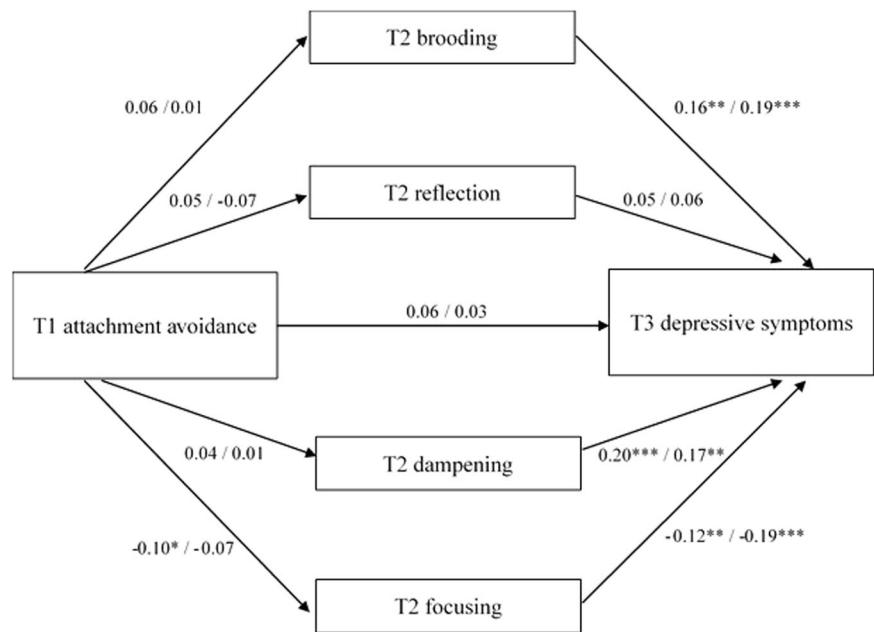 T2 brooding
0.06 / 0.01
0.16** / 0.19***
T2 reflection
0.05 / -0.07
0.05 / 0.06
T1 attachment avoidance
0.06 / 0.03
T3 depressive symptoms
0.04 / 0.01
T2 dampening
0.20*** / 0.17**
-0.10* / -0.07
-0.12** / -0.19***
T2 focusing